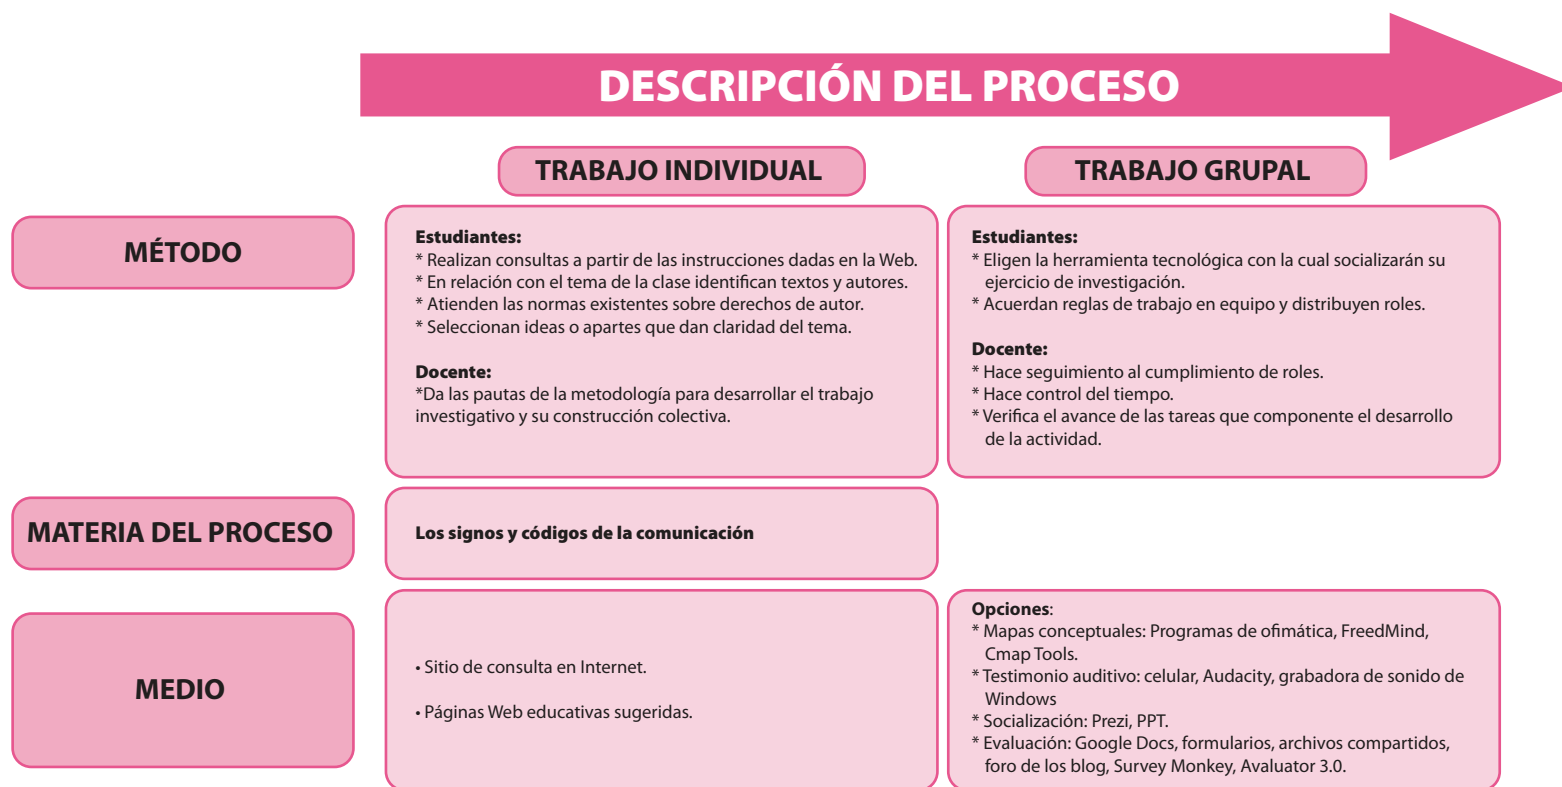 DESCRIPCIÓN DEL PROCESO
TRABAJO INDIVIDUAL
TRABAJO GRUPAL
MÉTODO
Estudiantes:
* Realizan consultas a partir de las instrucciones dadas en la Web.
* En relación con el tema de la clase identifican textos y autores.
* Atienden las normas existentes sobre derechos de autor.
* Seleccionan ideas o apartes que dan claridad del tema.
Docente:
*Da las pautas de la metodología para desarrollar el trabajo
investigativo y su construcción colectiva.
Estudiantes:
* Eligen la herramienta tecnológica con la cual socializarán su
ejercicio de investigación.
* Acuerdan reglas de trabajo en equipo y distribuyen roles.
Docente:
* Hace seguimiento al cumplimiento de roles.
* Hace control del tiempo.
* Verifica el avance de las tareas que componente el desarrollo
de la actividad.
MATERIA DEL PROCESO
Los signos y códigos de la comunicación
MEDIO
• Sitio de consulta en Internet.
• Páginas Web educativas sugeridas.
Opciones:
* Mapas conceptuales: Programas de ofimática, FreedMind,
Cmap Tools.
* Testimonio auditivo: celular, Audacity, grabadora de sonido de
Windows
* Socialización: Prezi, PPT.
* Evaluación: Google Docs, formularios, archivos compartidos,
foro de los blog, Survey Monkey, Avaluator 3.0.